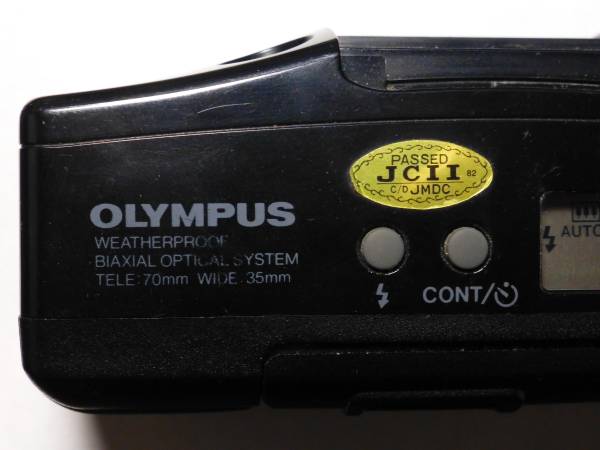 PASSED
JCII 82
C/D JMDC
OLYMPUS
WEATHERPROOF
BIAXIAL OPTICAL SYSTEM
TELE:70mm WIDE:35mm
CONT/
AUTO